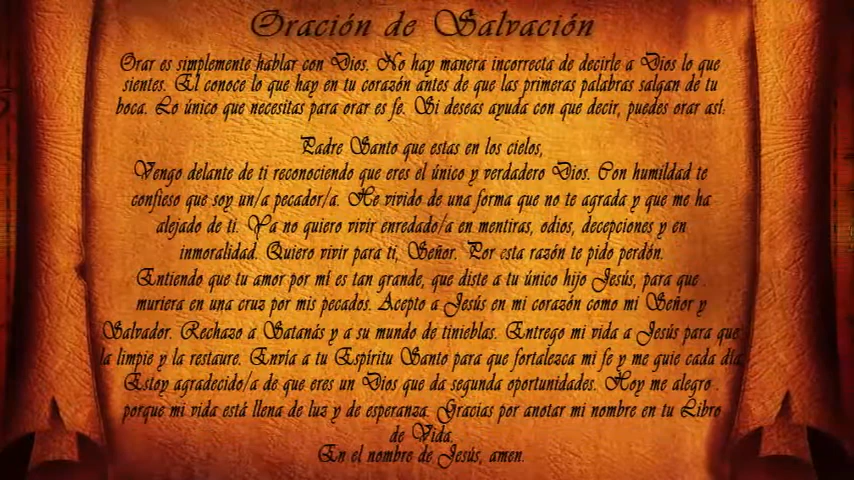 Oración de Salvación
Orar es simplemente hablar con Dios. No hay manera incorrecta de decirle a Dios lo que
sientes. El conoce lo que hay en tu corazón antes de que las primeras palabras salgan de tu
boca. Lo único que necesitas para orar es fe. Si deseas ayuda con que decir, puedes orar así:
Padre Santo que estas en los cielos,
Vengo delante de ti reconociendo que eres el único y verdadero Dios. Con humildad te
confieso que soy un/a pecador/a. He vivido de una forma que no te agrada y que me ha
alejado de ti. Ya no quiero vivir enredado/a en mentiras, odios, decepciones y en
inmoralidad. Quiero vivir para ti, Señor. Por esta razón te pido perdón.
Entiendo que tu amor por mí es tan grande, que diste a tu único hijo Jesús, para que
muriera en una cruz por mis pecados. Acepto a Jesús en mi corazón como mi Señor y
Salvador. Rechazo a Satanás y a su mundo de tinieblas. Entrego mi vida a Jesús para que
la limpie y la restaure. Envía a tu Espíritu Santo para que fortalezca mi fe y me guie cada día.
Estoy agradecido/a de que eres un Dios que da segunda oportunidades. Hoy me alegro
porque mi vida está llena de luz y de esperanza. Gracias por anotar mi nombre en tu Libro
de Vida.
En el nombre de Jesús, amen.